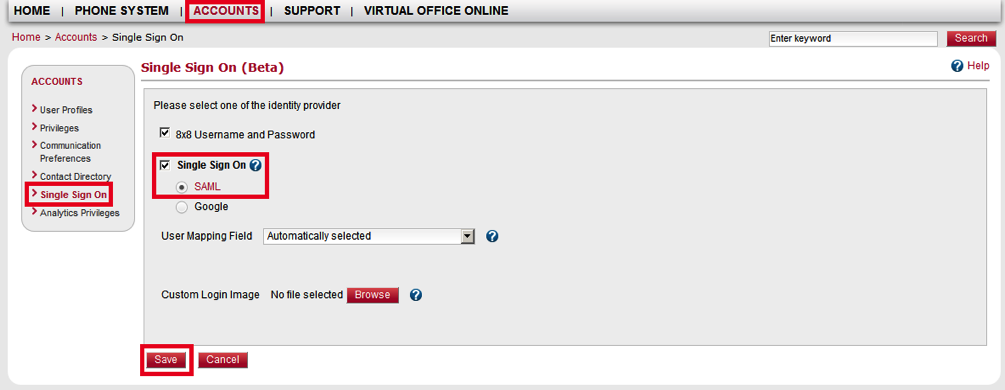 HOME | PHONE SYSTEM | ACCOUNTS | SUPPORT | VIRTUAL OFFICE ONLINE
Home > Accounts > Single Sign On
Enter keyword
Search
ACCOUNTS
User Profiles
Privileges
Communication
Preferences
Contact Directory
Single Sign On
Analytics Privileges
Single Sign On (Beta)
? Help
Please select one of the identity provider
8x8 Username and Password
Single Sign On ?
SAML
Google
User Mapping Field Automatically selected ?
Custom Login Image No file selected Browse ?
Save Cancel